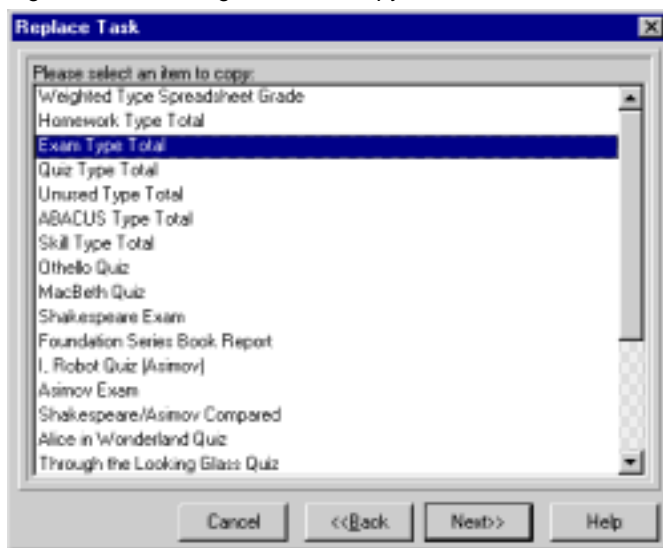 Replace Task
Please select an item to copy:
Weighted Type Spreadsheet Grade
Homework Type Total
Exam Type Total
Quiz Type Total
Unused Type Total
ABACUS Type Total
Skill Type Total
Othello Quiz
MacBeth Quiz
Shakespeare Exam
Foundation Series Book Report
I, Robot Quiz (Asimov)
Asimov Exam
Shakespeare/Asimov Compared
Alice in Wonderland Quiz
Through the Looking Glass Quiz
Cancel <<Back Next>> Help